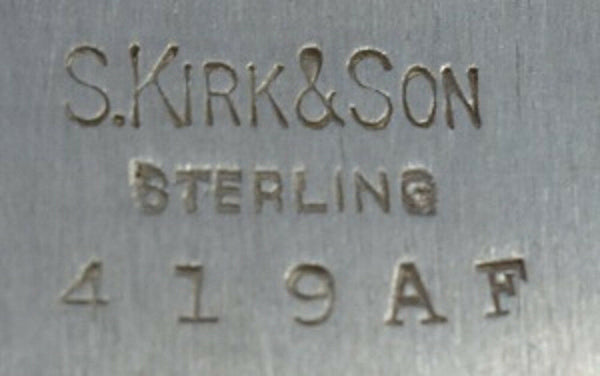 S. KIRK & SON
STERLING
419AF